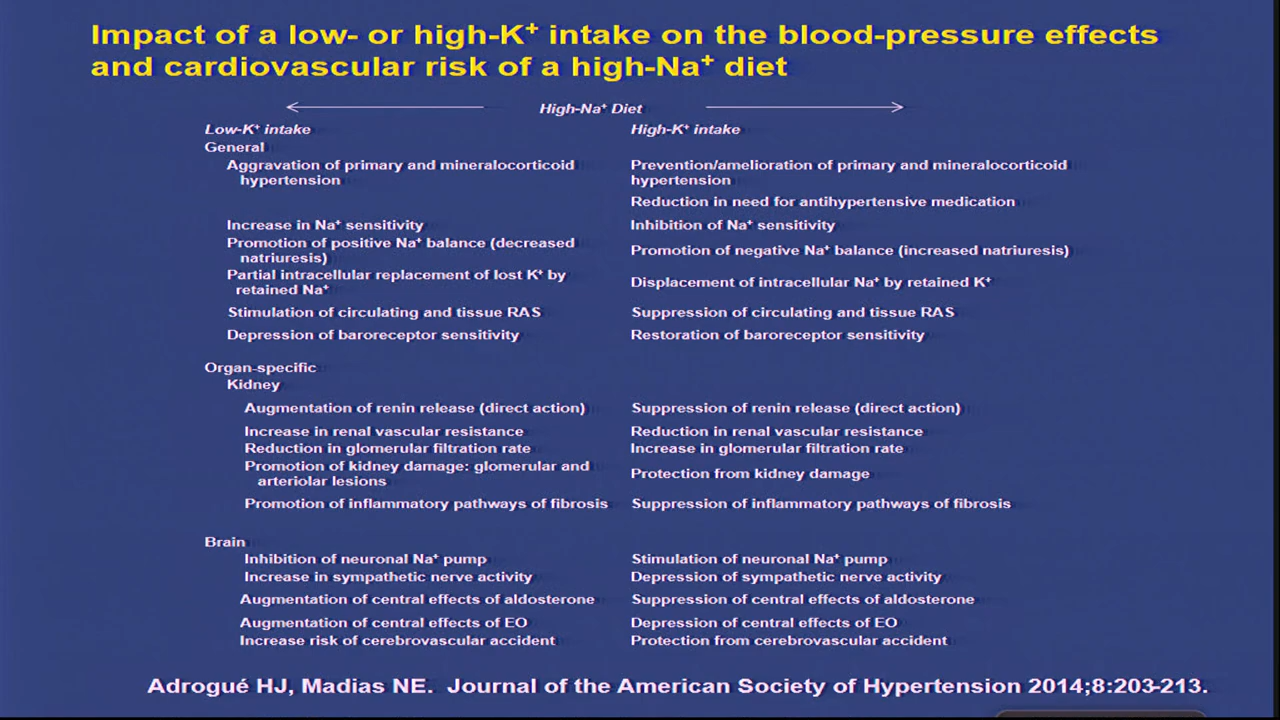 Impact of a low- or high-K⁺ intake on the blood-pressure effects
and cardiovascular risk of a high-Na⁺ diet
High-Na⁺ Diet
Low-K⁺ intake
High-K⁺ intake
General
Aggravation of primary and mineralocorticoid
hypertension
Prevention/amelioration of primary and mineralocorticoid
hypertension
Reduction in need for antihypertensive medication
Increase in Na⁺ sensitivity
Inhibition of Na⁺ sensitivity
Promotion of positive Na⁺ balance (decreased
natriuresis)
Promotion of negative Na⁺ balance (increased natriuresis)
Partial intracellular replacement of lost K⁺ by
retained Na⁺
Displacement of intracellular Na⁺ by retained K⁺
Stimulation of circulating and tissue RAS
Suppression of circulating and tissue RAS
Depression of baroreceptor sensitivity
Restoration of baroreceptor sensitivity
Organ-specific
Kidney
Augmentation of renin release (direct action)
Suppression of renin release (direct action)
Increase in renal vascular resistance
Reduction in renal vascular resistance
Reduction in glomerular filtration rate
Increase in glomerular filtration rate
Promotion of kidney damage: glomerular and
arteriolar lesions
Protection from kidney damage
Promotion of inflammatory pathways of fibrosis
Suppression of inflammatory pathways of fibrosis
Brain
Inhibition of neuronal Na⁺ pump
Stimulation of neuronal Na⁺ pump
Increase in sympathetic nerve activity
Depression of sympathetic nerve activity
Augmentation of central effects of aldosterone
Suppression of central effects of aldosterone
Augmentation of central effects of EO
Depression of central effects of EO
Increase risk of cerebrovascular accident
Protection from cerebrovascular accident
Adrogué HJ, Madias NE. Journal of the American Society of Hypertension 2014;8:203-213.